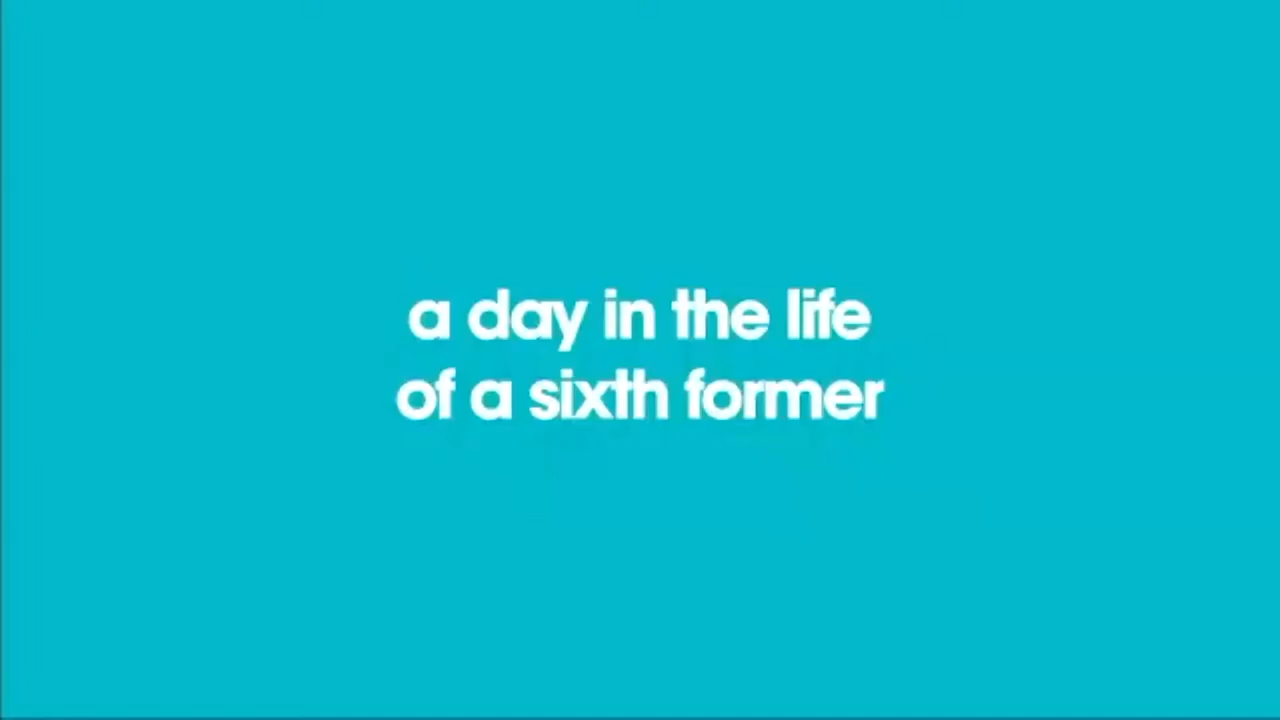 a day in the life
of a sixth former